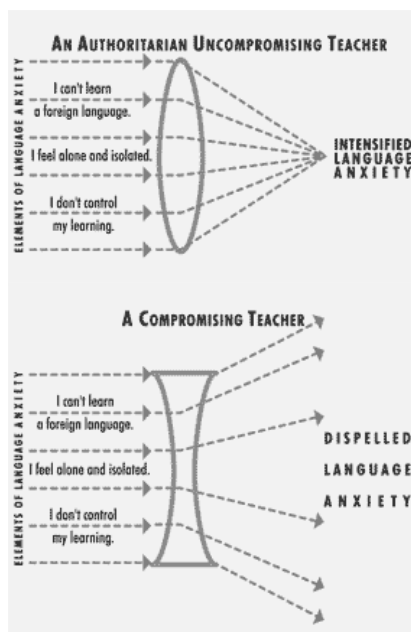 AN AUTHORITARIAN UNCOMPROMISING TEACHER
ELEMENTS OF LANGUAGE ANXIETY
I can't learn
a foreign language.
I feel alone and isolated.
I don't control
my learning.
INTENSIFIED
LANGUAGE
ANXIETY
A COMPROMISING TEACHER
ELEMENTS OF LANGUAGE ANXIETY
I can't learn
a foreign language.
I feel alone and isolated.
I don't control
my learning.
DISPELLED
LANGUAGE
ANXIETY